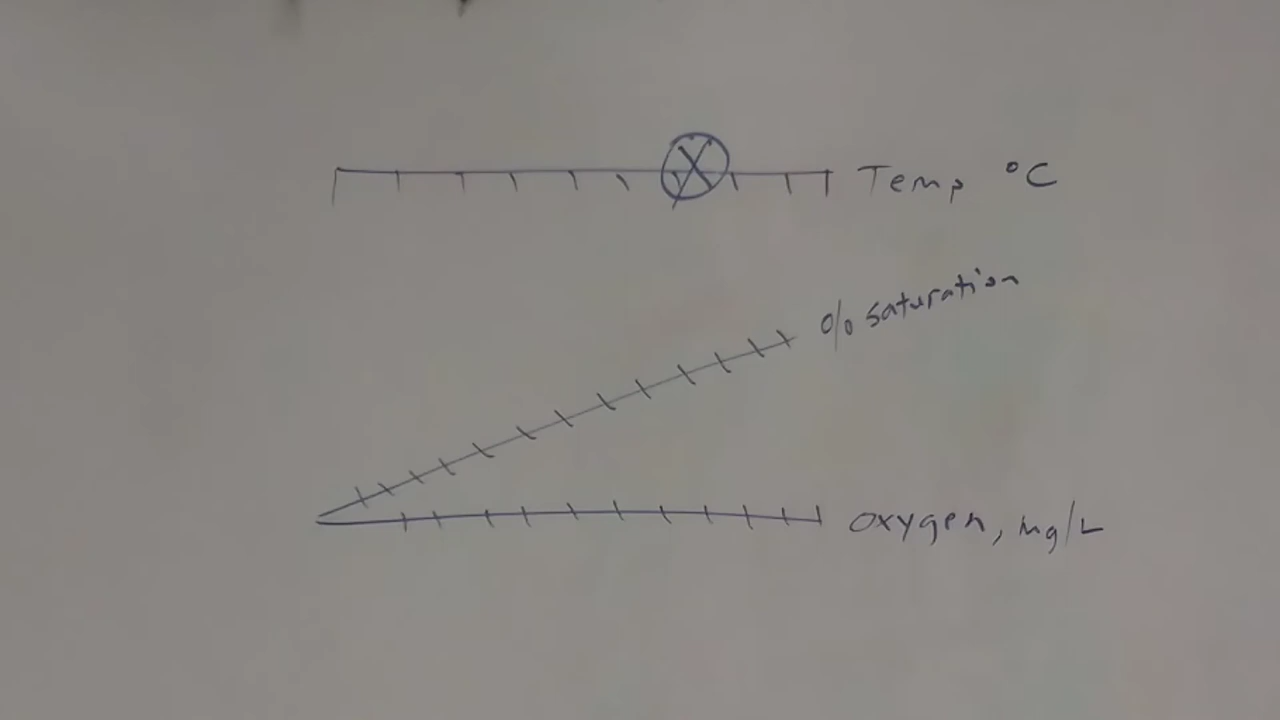 Temp °C
% saturation
oxygen, mg/L